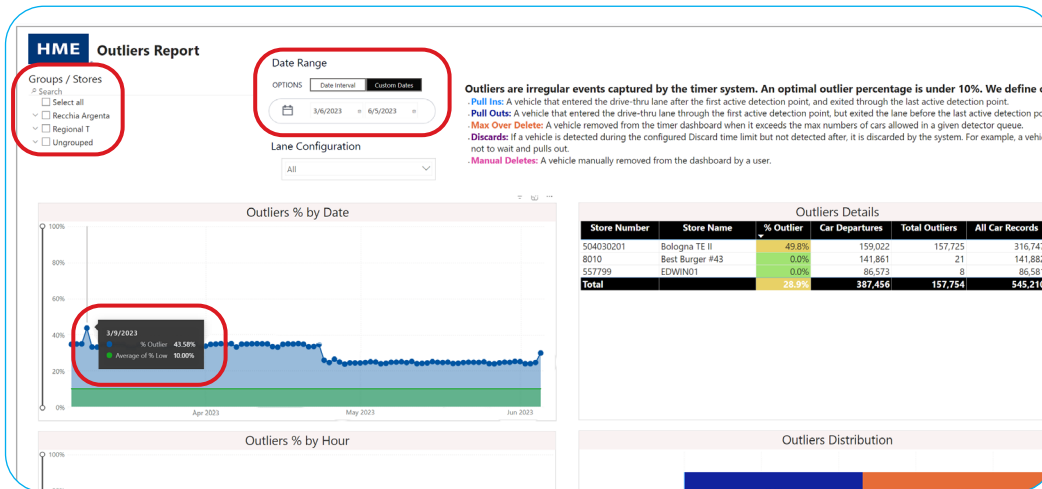 HME Outliers Report
Groups / Stores
Search
Select all
Recchia Argenta
Regional T
Ungrouped
Date Range
OPTIONS Date Interval Custom Dates
3/6/2023 = 6/5/2023 =
Lane Configuration
All
Outliers are irregular events captured by the timer system. An optimal outlier percentage is under 10%. We define
Pull Ins: A vehicle that entered the drive-thru lane after the first active detection point, and exited through the last active detection point.
Pull Outs: A vehicle that entered the drive-thru lane through the first active detection point, but exited the lane before the last active detection
Max Over Delete: A vehicle removed from the timer dashboard when it exceeds the max numbers of cars allowed in a given detector queue.
Discards: If a vehicle is detected during the configured Discard time limit but not detected after, it is discarded by the system. For example, a
not to wait and pulls out.
Manual Deletes: A vehicle manually removed from the dashboard by a user.
Outliers % by Date
100%
80%
60%
40%
20%
0%
3/9/2023
% Outlier 43.58%
Average of % Low 10.00%
Apr 2023 May 2023 Jun 2023
Outliers Details
Store Number Store Name % Outlier Car Departures Total Outliers All Car Records
504030201 Bologna TE II 49.8% 159,022 157,725 316,747
8010 Best Burger #43 0.0% 141,861 21 141,882
557799 EDWIN01 0.0% 86,573 8 86,581
Total 28.9% 387,456 157,754 545,210
Outliers % by Hour
100%
Outliers Distribution